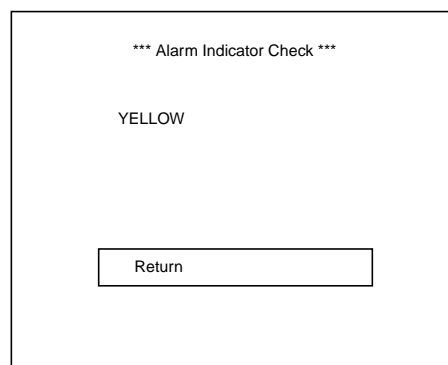 *** Alarm Indicator Check ***
YELLOW
Return